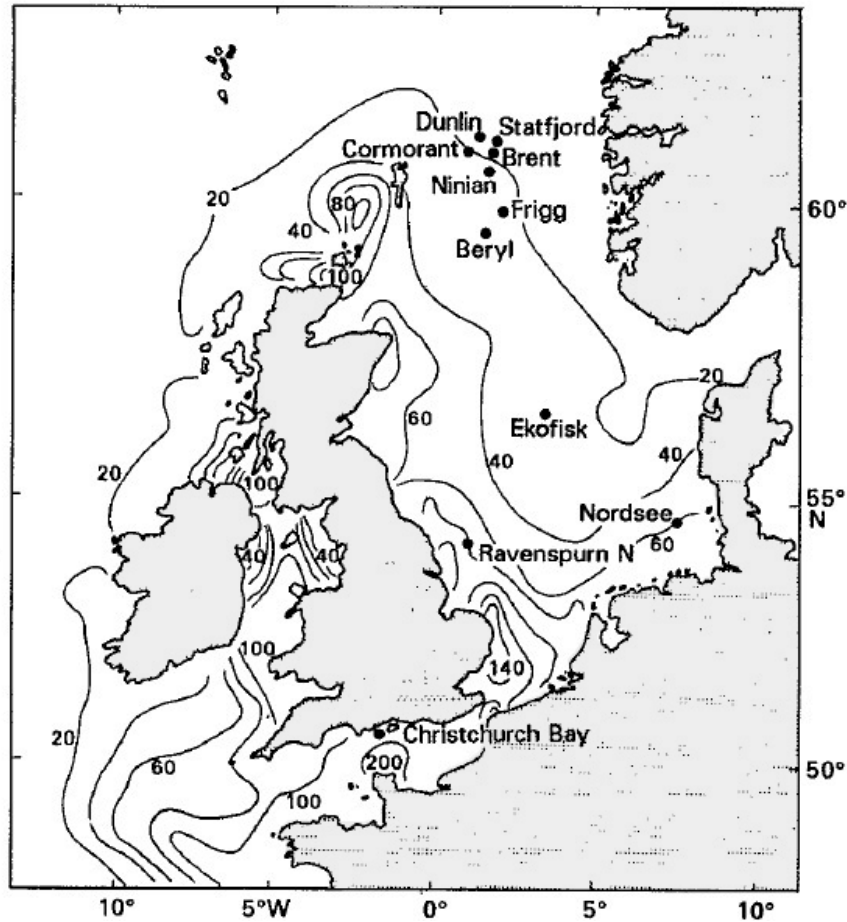 Dunlin
Statfjord
Cormorant
Brent
Ninian
20
80
40
Frigg
60°
Beryl
100
20
60
Ekofisk
40
40
20
100
55°
N
Nordsee
40
40
Ravenspurn N
60
100
140
20
Christchurch Bay
60
200
50°
100
10°
5°W
0°
5°
10°